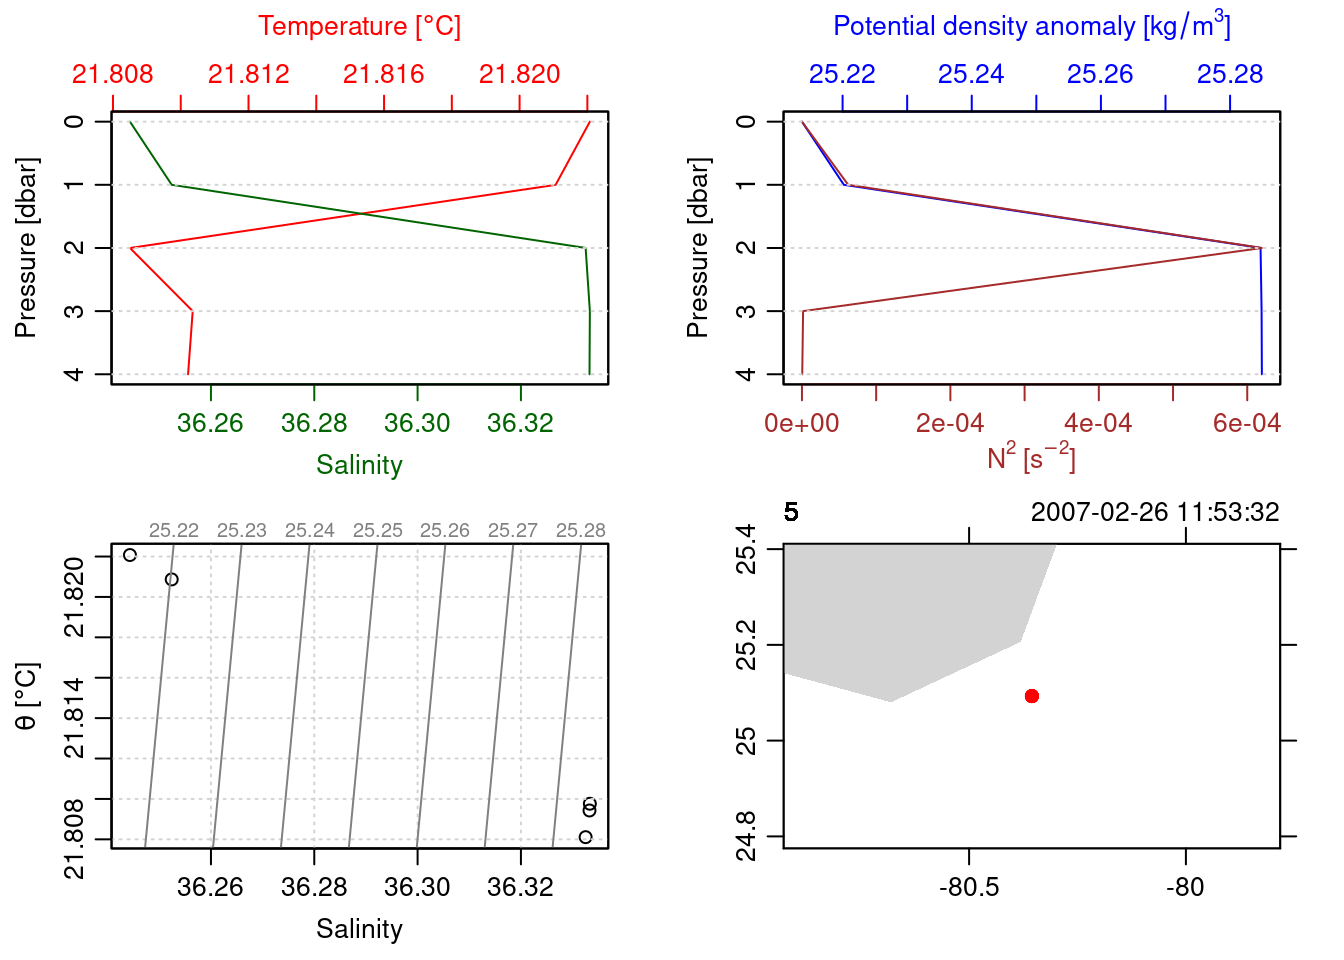 Temperature [°C]
21.808 21.812 21.816 21.820
0
1
2
3
4
Pressure [dbar]
36.26 36.28 36.30 36.32
Salinity
Potential density anomaly [kg/m³]
25.22 25.24 25.26 25.28
0
1
2
3
4
Pressure [dbar]
0e+00 2e-04 4e-04 6e-04
N² [s⁻²]
25.22 25.23 25.24 25.25 25.26 25.27 25.28
21.820
21.814
21.808
θ [°C]
36.26 36.28 36.30 36.32
Salinity
5 2007-02-26 11:53:32
25.4
25.2
25
24.8
-80.5 -80